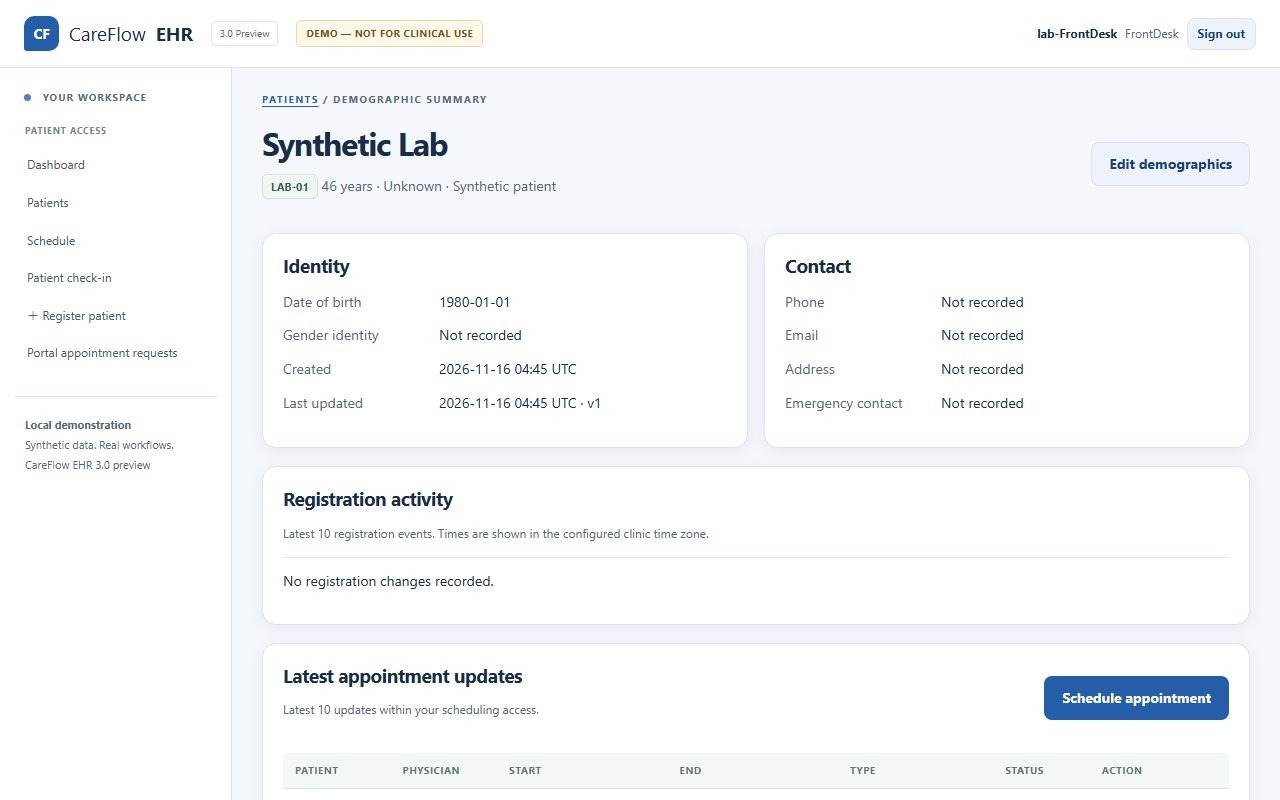 CF CareFlow EHR 3.0 Preview DEMO — NOT FOR CLINICAL USE lab-FrontDesk FrontDesk Sign out
YOUR WORKSPACE
PATIENT ACCESS
Dashboard
Patients
Schedule
Patient check-in
+ Register patient
Portal appointment requests
Local demonstration
Synthetic data. Real workflows.
CareFlow EHR 3.0 preview
PATIENTS / DEMOGRAPHIC SUMMARY
Synthetic Lab
LAB-01 46 years · Unknown · Synthetic patient
Edit demographics
Identity
Date of birth 1980-01-01
Gender identity Not recorded
Created 2026-11-16 04:45 UTC
Last updated 2026-11-16 04:45 UTC · v1
Contact
Phone Not recorded
Email Not recorded
Address Not recorded
Emergency contact Not recorded
Registration activity
Latest 10 registration events. Times are shown in the configured clinic time zone.
No registration changes recorded.
Latest appointment updates
Latest 10 updates within your scheduling access.
Schedule appointment
PATIENT PHYSICIAN START END TYPE STATUS ACTION